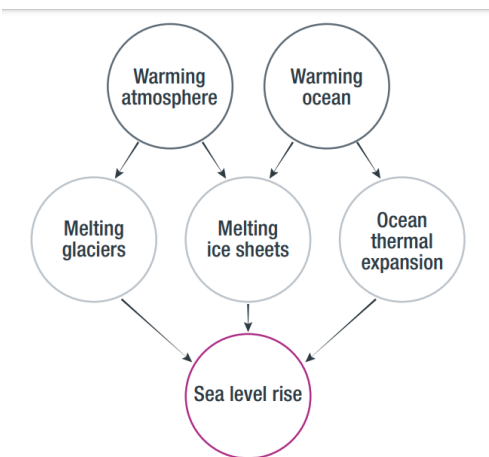 Warming
atmosphere
Warming
ocean
Melting
glaciers
Melting
ice sheets
Ocean
thermal
expansion
Sea level rise